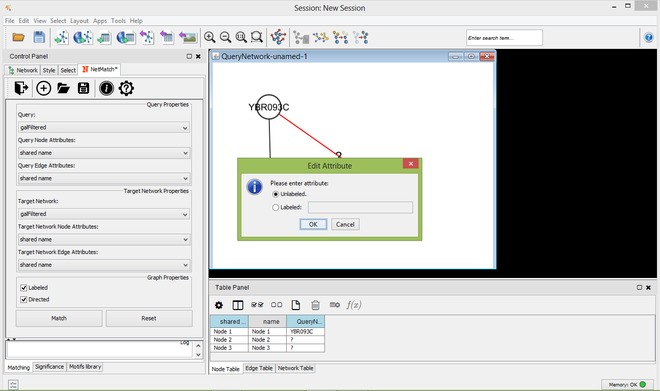 Session: New Session
File Edit View Select Layout Apps Tools Help
Enter search term...
Control Panel
Network Style Select NetMatch*
Query Properties
Query:
galFiltered
Query Node Attributes:
shared name
Query Edge Attributes:
shared name
Target Network Properties
Target Network:
galFiltered
Target Network Node Attributes:
shared name
Target Network Edge Attributes:
shared name
Graph Properties
Labeled
Directed
Match Reset
Log
Matching Significance Motifs library
QueryNetwork-unamed-1
YBR093C
?
Edit Attribute
Please enter attribute:
Unlabeled.
Labeled:
OK Cancel
Table Panel
f(x)
shared ... name QueryN...
Node 1 Node 1 YBR093C
Node 2 Node 2 ?
Node 3 Node 3 ?
Node Table Edge Table Network Table
Memory: OK